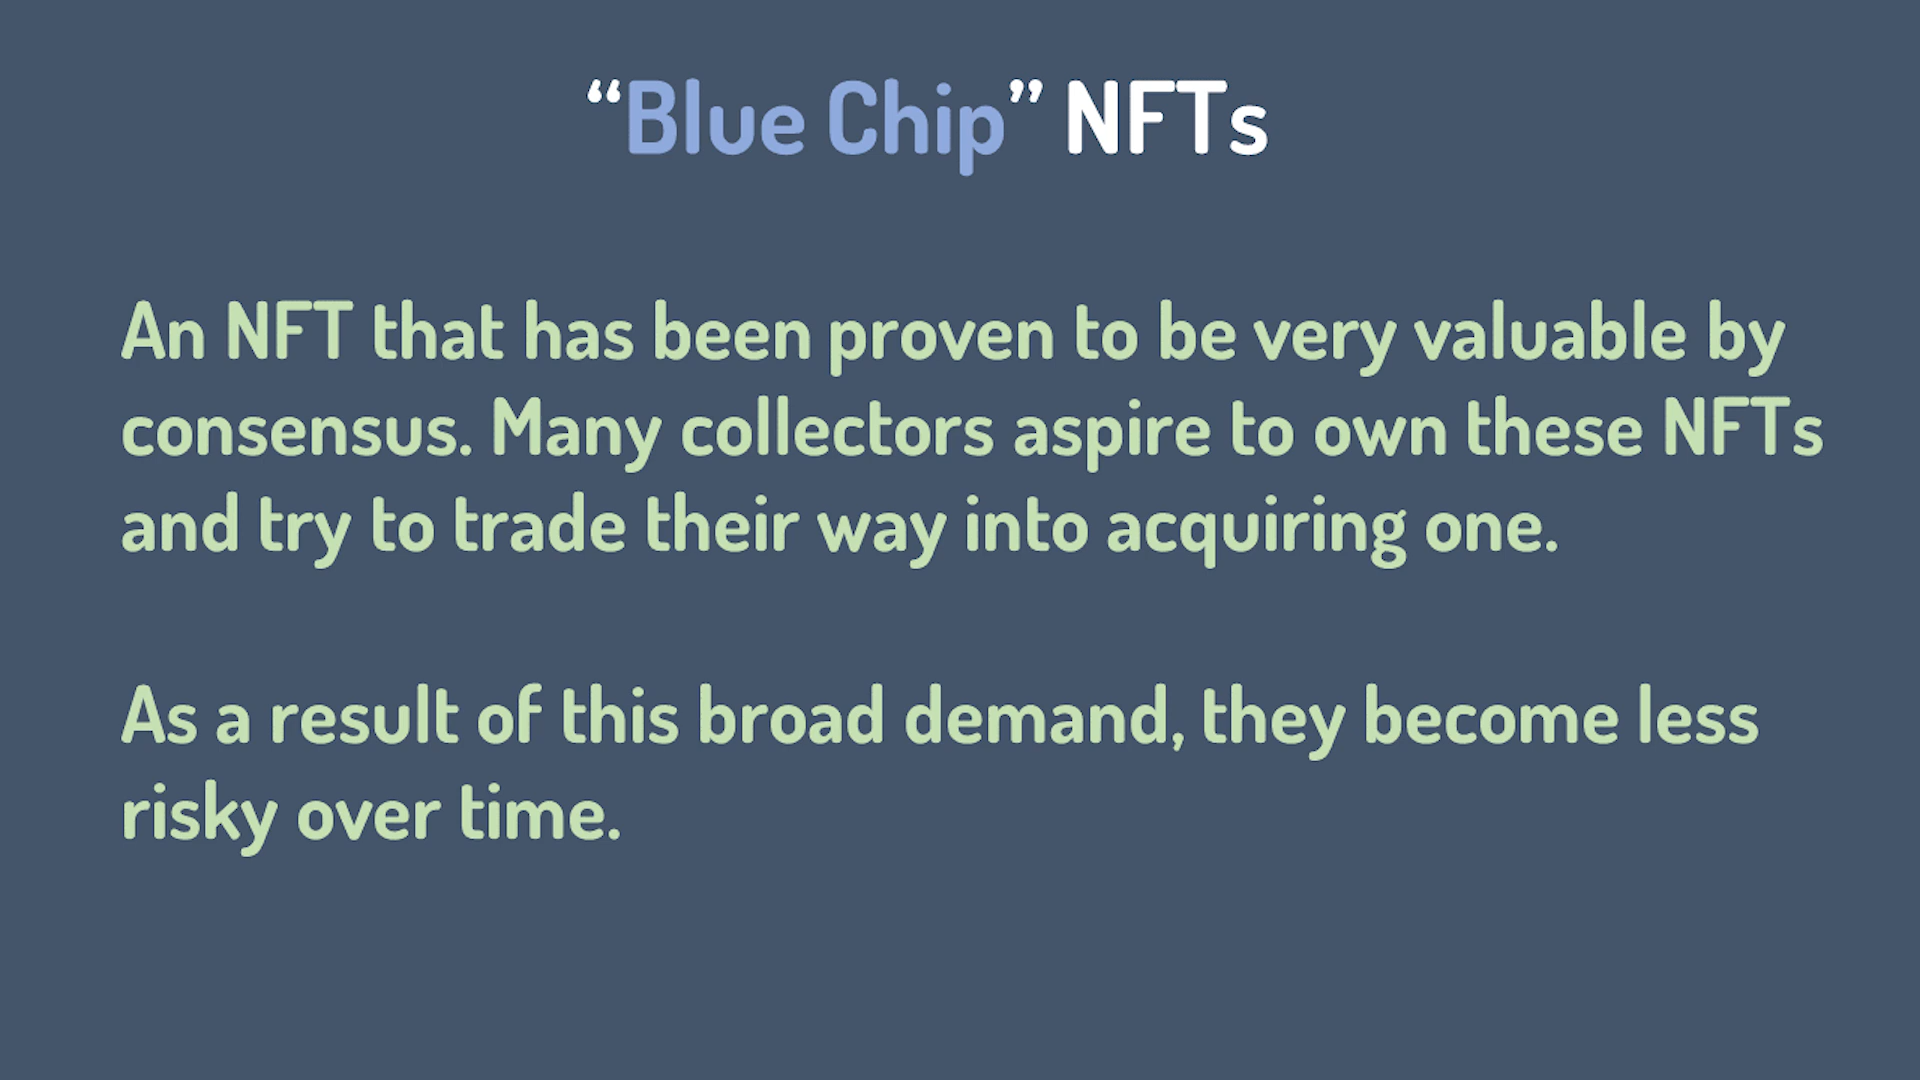 “Blue Chip” NFTs
An NFT that has been proven to be very valuable by
consensus. Many collectors aspire to own these NFTs
and try to trade their way into acquiring one.
As a result of this broad demand, they become less
risky over time.